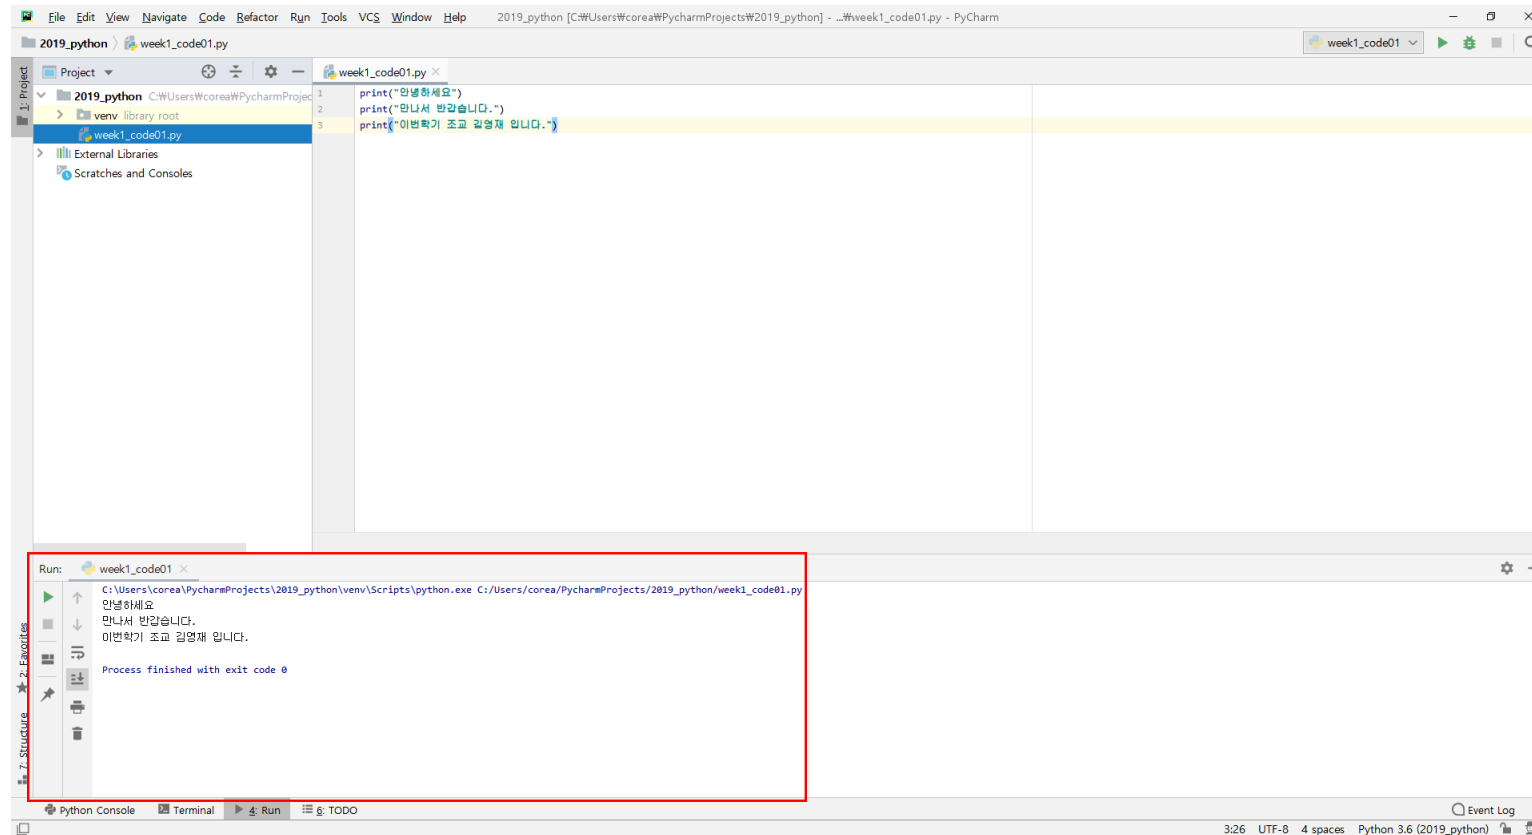 File Edit View Navigate Code Refactor Run Tools VCS Window Help 2019_python [C:₩Users₩corea₩PycharmProjects₩2019_python] - ...₩week1_code01.py - PyCharm
2019_python week1_code01.py week1_code01
1: Project
Project
week1_code01.py
2019_python C:₩Users₩corea₩PycharmProjec
venv library root
week1_code01.py
External Libraries
Scratches and Consoles
1 print("안녕하세요")
2 print("만나서 반갑습니다.")
3 print("이번학기 조교 김영재 입니다.")
Run: week1_code01
C:\Users\corea\PycharmProjects\2019_python\venv\Scripts\python.exe C:/Users/corea/PycharmProjects/2019_python/week1_code01.py
안녕하세요
만나서 반갑습니다.
이번학기 조교 김영재 입니다.
Process finished with exit code 0
2: Favorites
7: Structure
Python Console Terminal 4: Run 6: TODO Event Log
3:26 UTF-8 4 spaces Python 3.6 (2019_python)